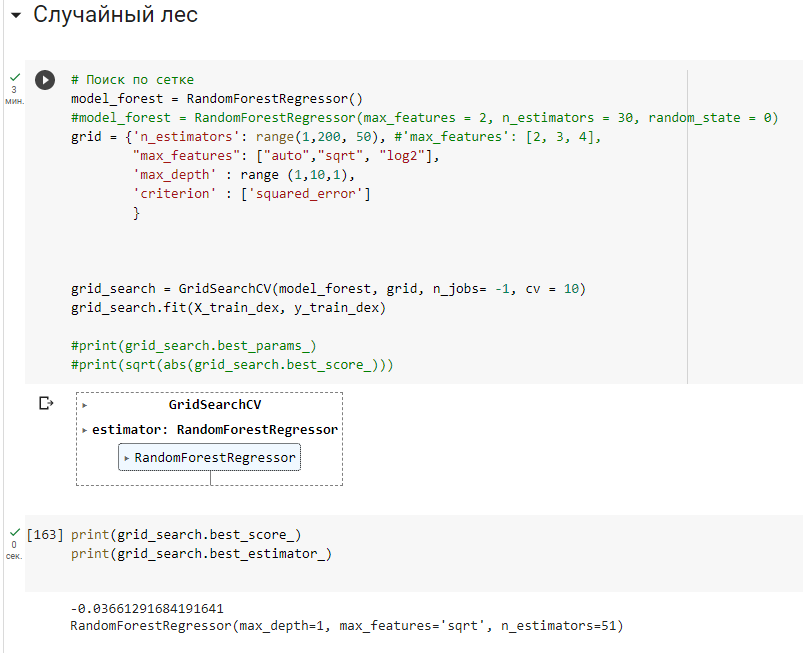 Случайный лес
# Поиск по сетке
3
мин.
model_forest = RandomForestRegressor()
#model_forest = RandomForestRegressor(max_features = 2, n_estimators = 30, random_state = 0)
grid = {'n_estimators': range(1,200, 50), #'max_features': [2, 3, 4],
"max_features": ["auto","sqrt", "log2"],
'max_depth' : range (1,10,1),
'criterion' : ['squared_error']
}
grid_search = GridSearchCV(model_forest, grid, n_jobs= -1, cv = 10)
grid_search.fit(X_train_dex, y_train_dex)
#print(grid_search.best_params_)
#print(sqrt(abs(grid_search.best_score_)))
GridSearchCV
estimator: RandomForestRegressor
RandomForestRegressor
[163] print(grid_search.best_score_)
0
сек.
print(grid_search.best_estimator_)
-0.03661291684191641
RandomForestRegressor(max_depth=1, max_features='sqrt', n_estimators=51)